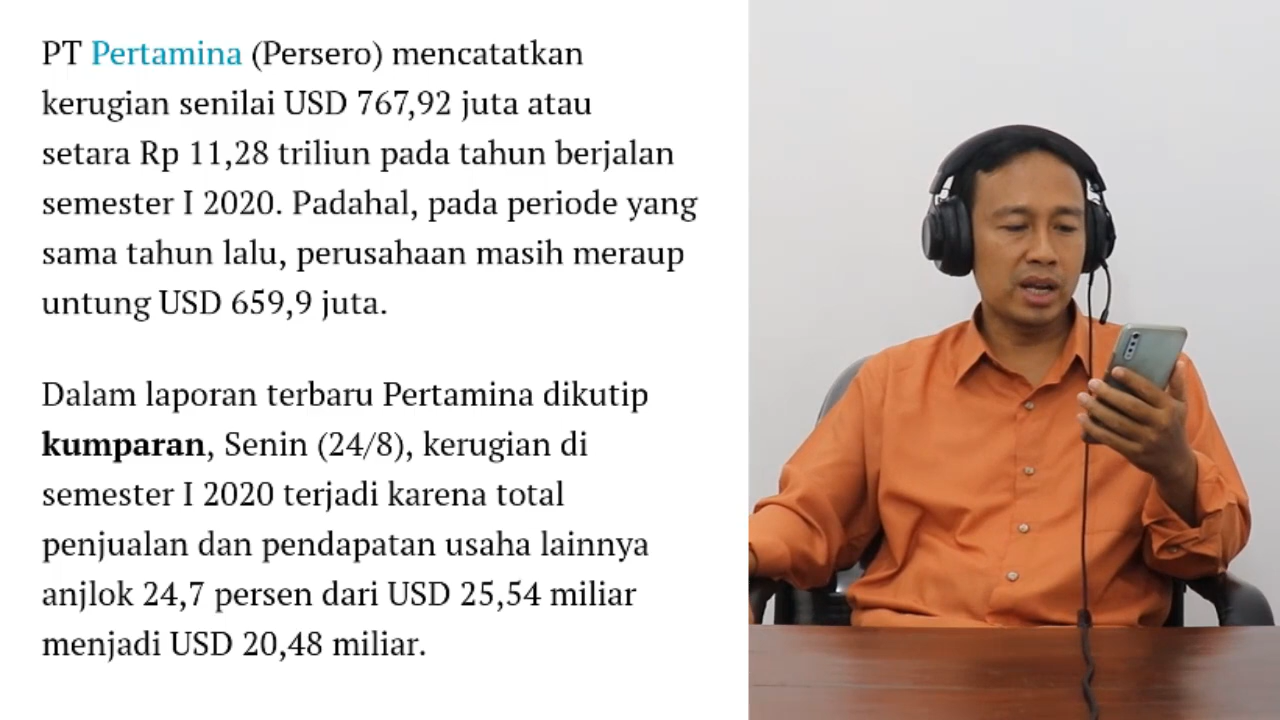 PT Pertamina (Persero) mencatatkan
kerugian senilai USD 767,92 juta atau
setara Rp 11,28 triliun pada tahun berjalan
semester I 2020. Padahal, pada periode yang
sama tahun lalu, perusahaan masih meraup
untung USD 659,9 juta.
Dalam laporan terbaru Pertamina dikutip
kumparan, Senin (24/8), kerugian di
semester I 2020 terjadi karena total
penjualan dan pendapatan usaha lainnya
anjlok 24,7 persen dari USD 25,54 miliar
menjadi USD 20,48 miliar.